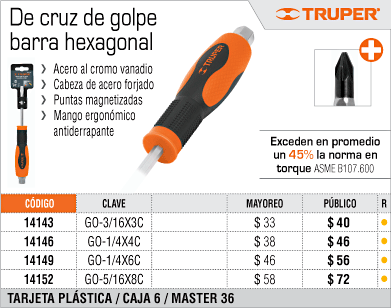 De cruz de golpe
barra hexagonal
TRUPER®
Acero al cromo vanadio
Cabeza de acero forjado
Puntas magnetizadas
Mango ergonómico
antiderrapante
TRUPER
Exceden en promedio
un 45% la norma en
torque ASME B107.600
CÓDIGO CLAVE MAYOREO PÚBLICO R
14143 GO-3/16X3C $ 33 $ 40
14146 GO-1/4X4C $ 38 $ 46
14149 GO-1/4X6C $ 46 $ 56
14152 GO-5/16X8C $ 58 $ 72
TARJETA PLÁSTICA / CAJA 6 / MASTER 36